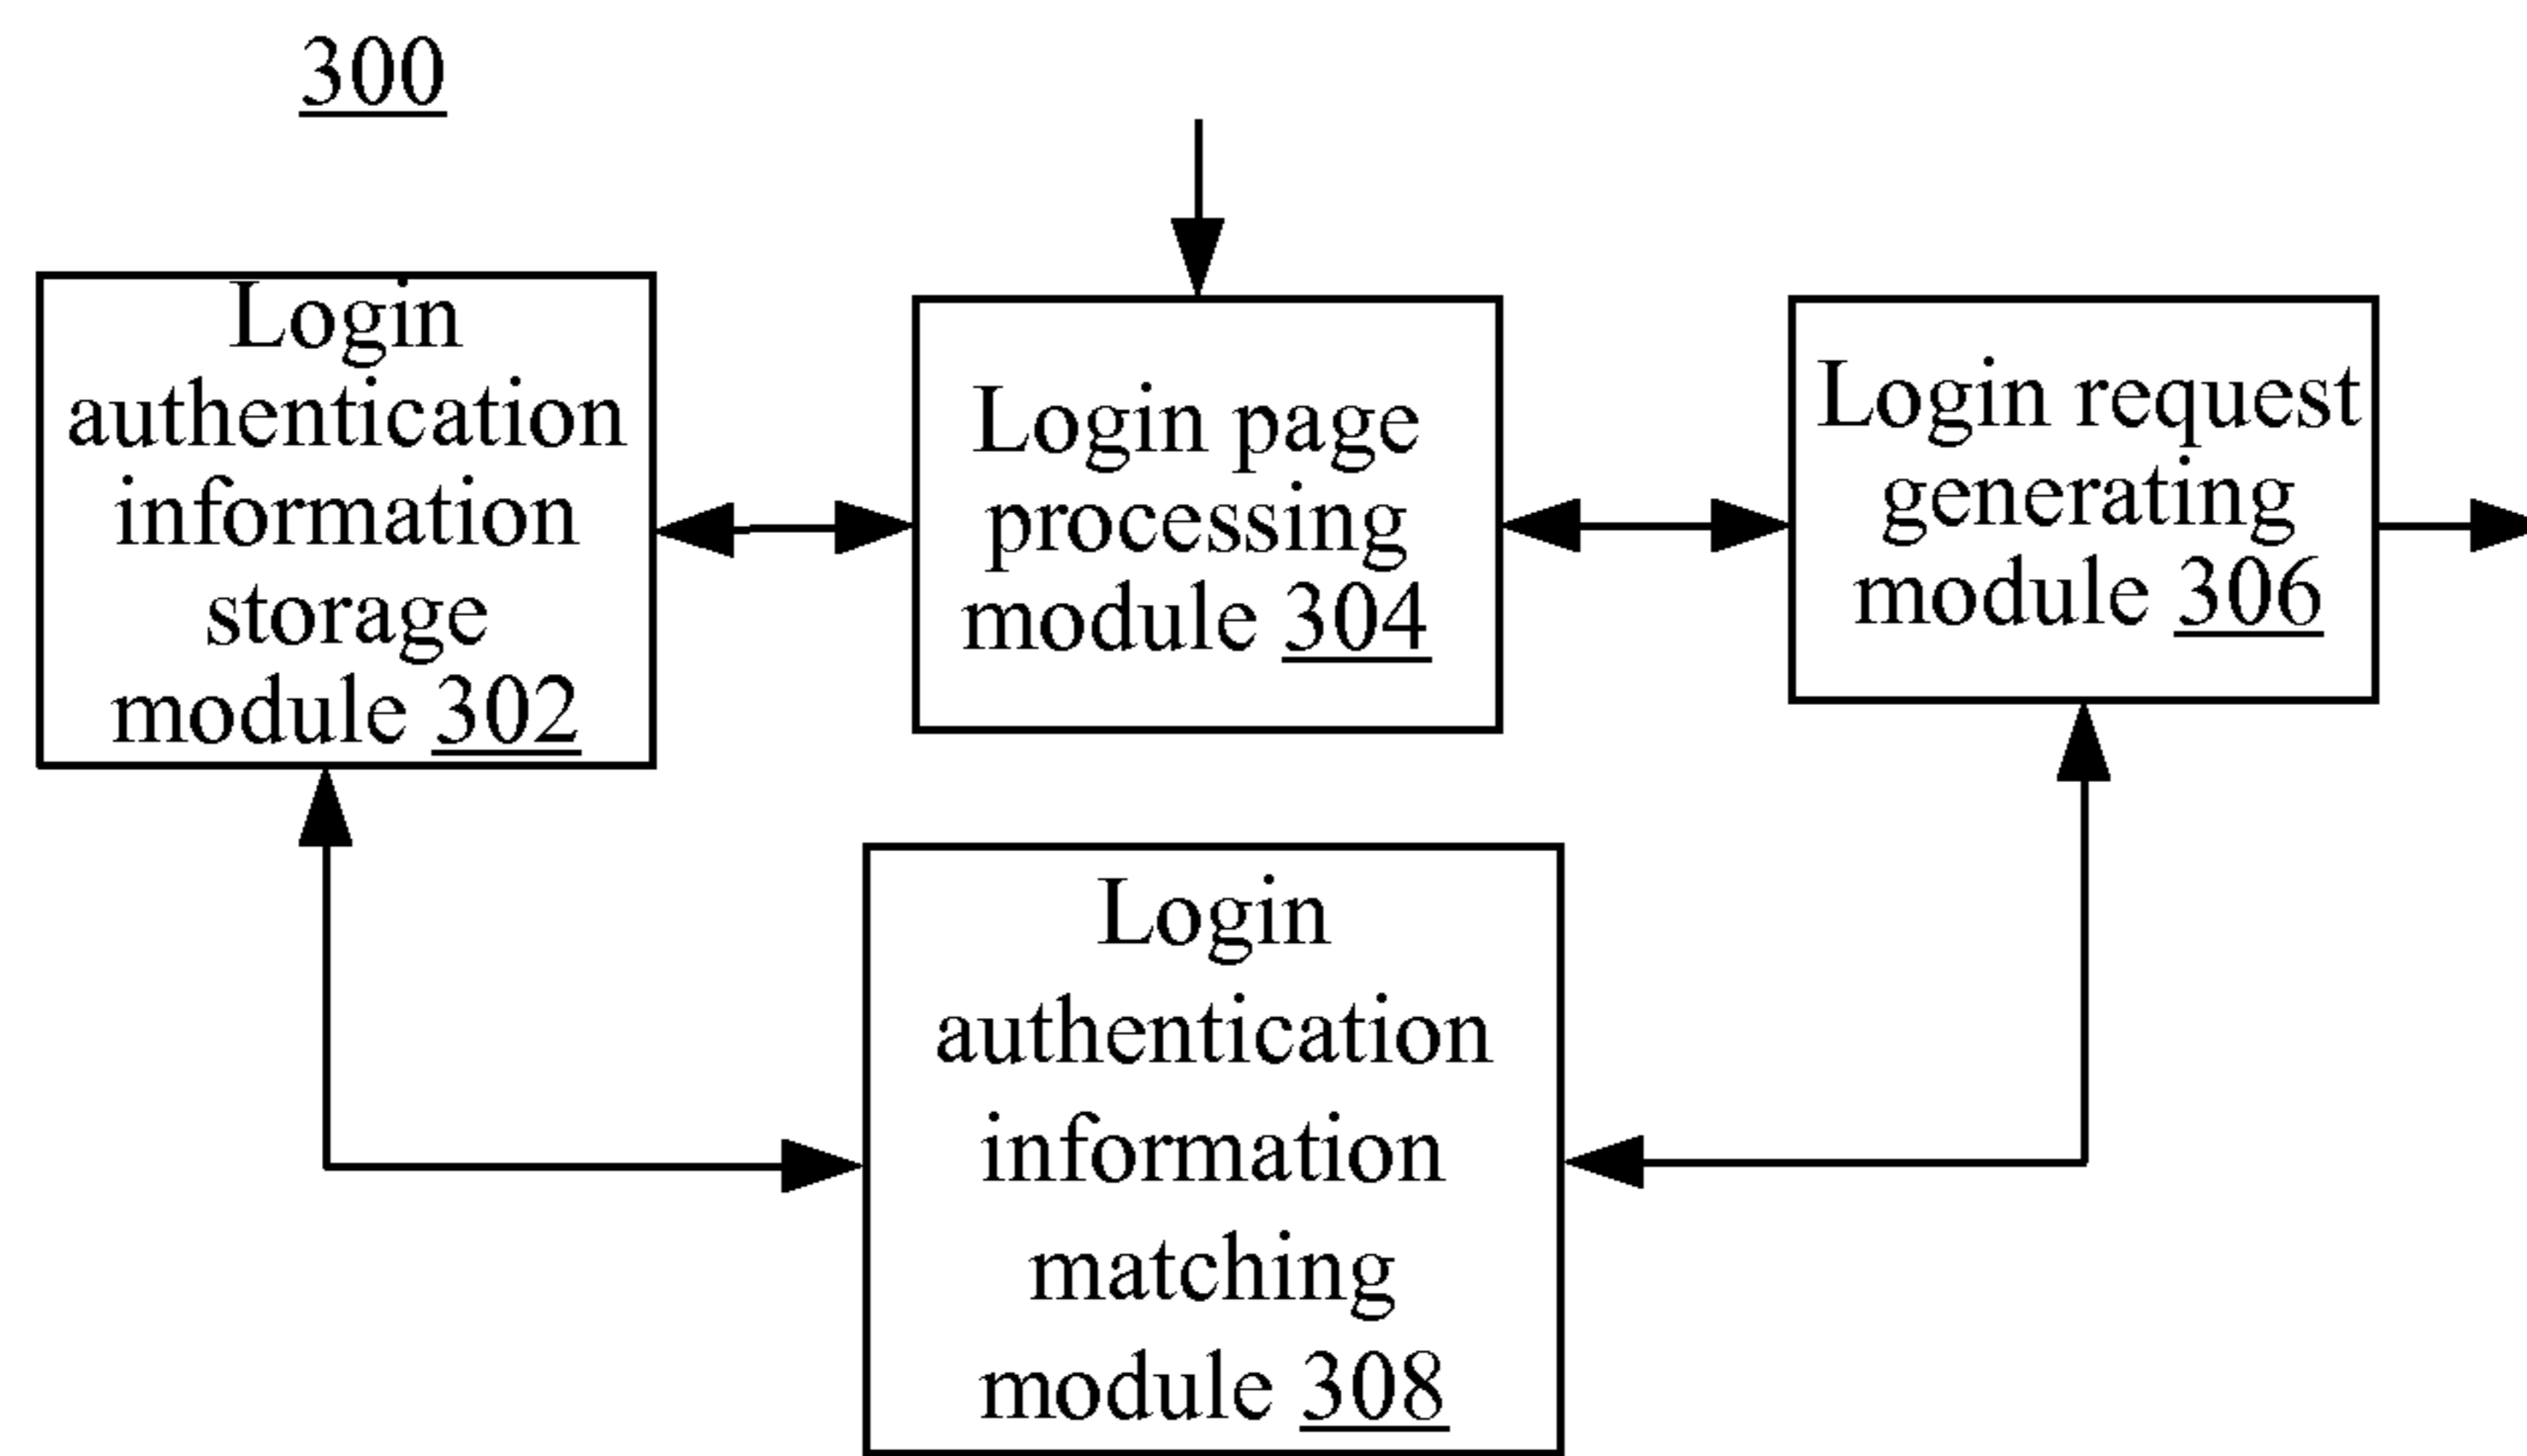 300
Login
authentication
information
storage
module 302
Login page
processing
module 304
Login request
generating
module 306
Login
authentication
information
matching
module 308